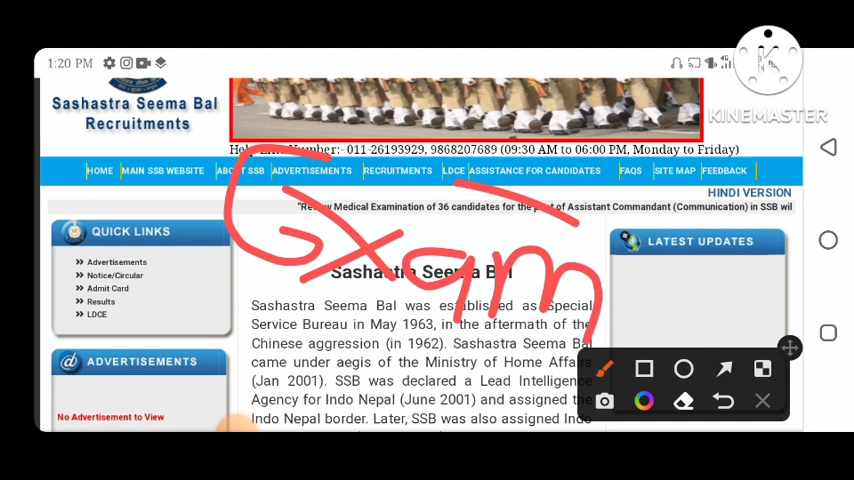 1:20 PM
KINEMASTER
Sashastra Seema Bal
Recruitments
Help Line Number:- 011-26193929, 9868207689 (09:30 AM to 06:00 PM, Monday to Friday)
HOME MAIN SSB WEBSITE ABOUT SSB ADVERTISEMENTS RECRUITMENTS LDCE ASSISTANCE FOR CANDIDATES FAQS SITE MAP FEEDBACK
HINDI VERSION
"Review Medical Examination of 36 candidates for the post of Assistant Commandant (Communication) in SSB wil
Exam
QUICK LINKS
Advertisements
Notice/Circular
Admit Card
Results
LDCE
ADVERTISEMENTS
No Advertisement to View
Sashastra Seema Bal
Sashastra Seema Bal was established as Special
Service Bureau in May 1963, in the aftermath of the
Chinese aggression (in 1962). Sashastra Seema Bal
came under aegis of the Ministry of Home Affairs
(Jan 2001). SSB was declared a Lead Intelligence
Agency for Indo Nepal (June 2001) and assigned the
Indo Nepal border. Later, SSB was also assigned Indo
LATEST UPDATES